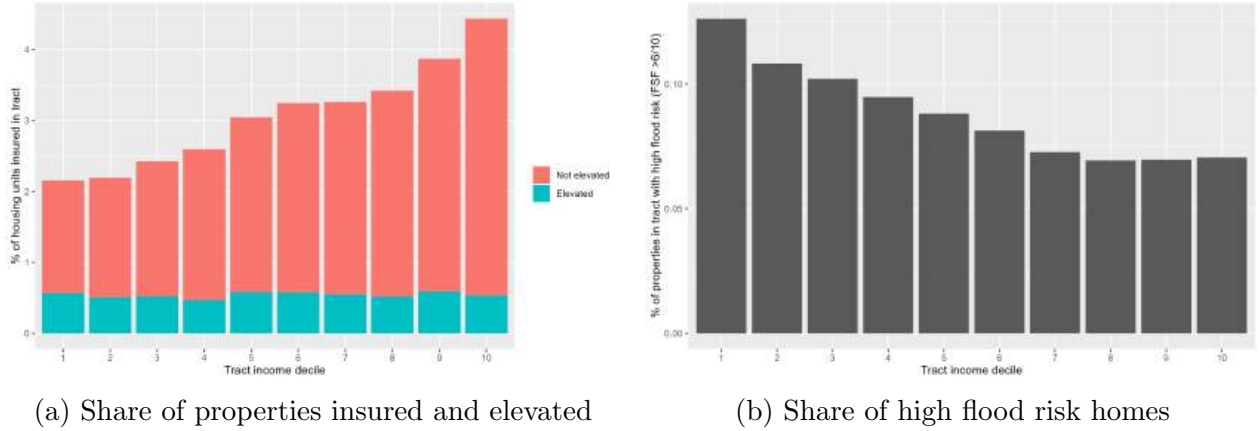 % of housing units insured in tract
4
3
2
1
0
1 2 3 4 5 6 7 8 9 10
Tract income decile
Not elevated
Elevated
(a) Share of properties insured and elevated
% of properties in tract with high flood risk (FSF >6/10)
0.10
0.05
0.00
1 2 3 4 5 6 7 8 9 10
Tract income decile
(b) Share of high flood risk homes